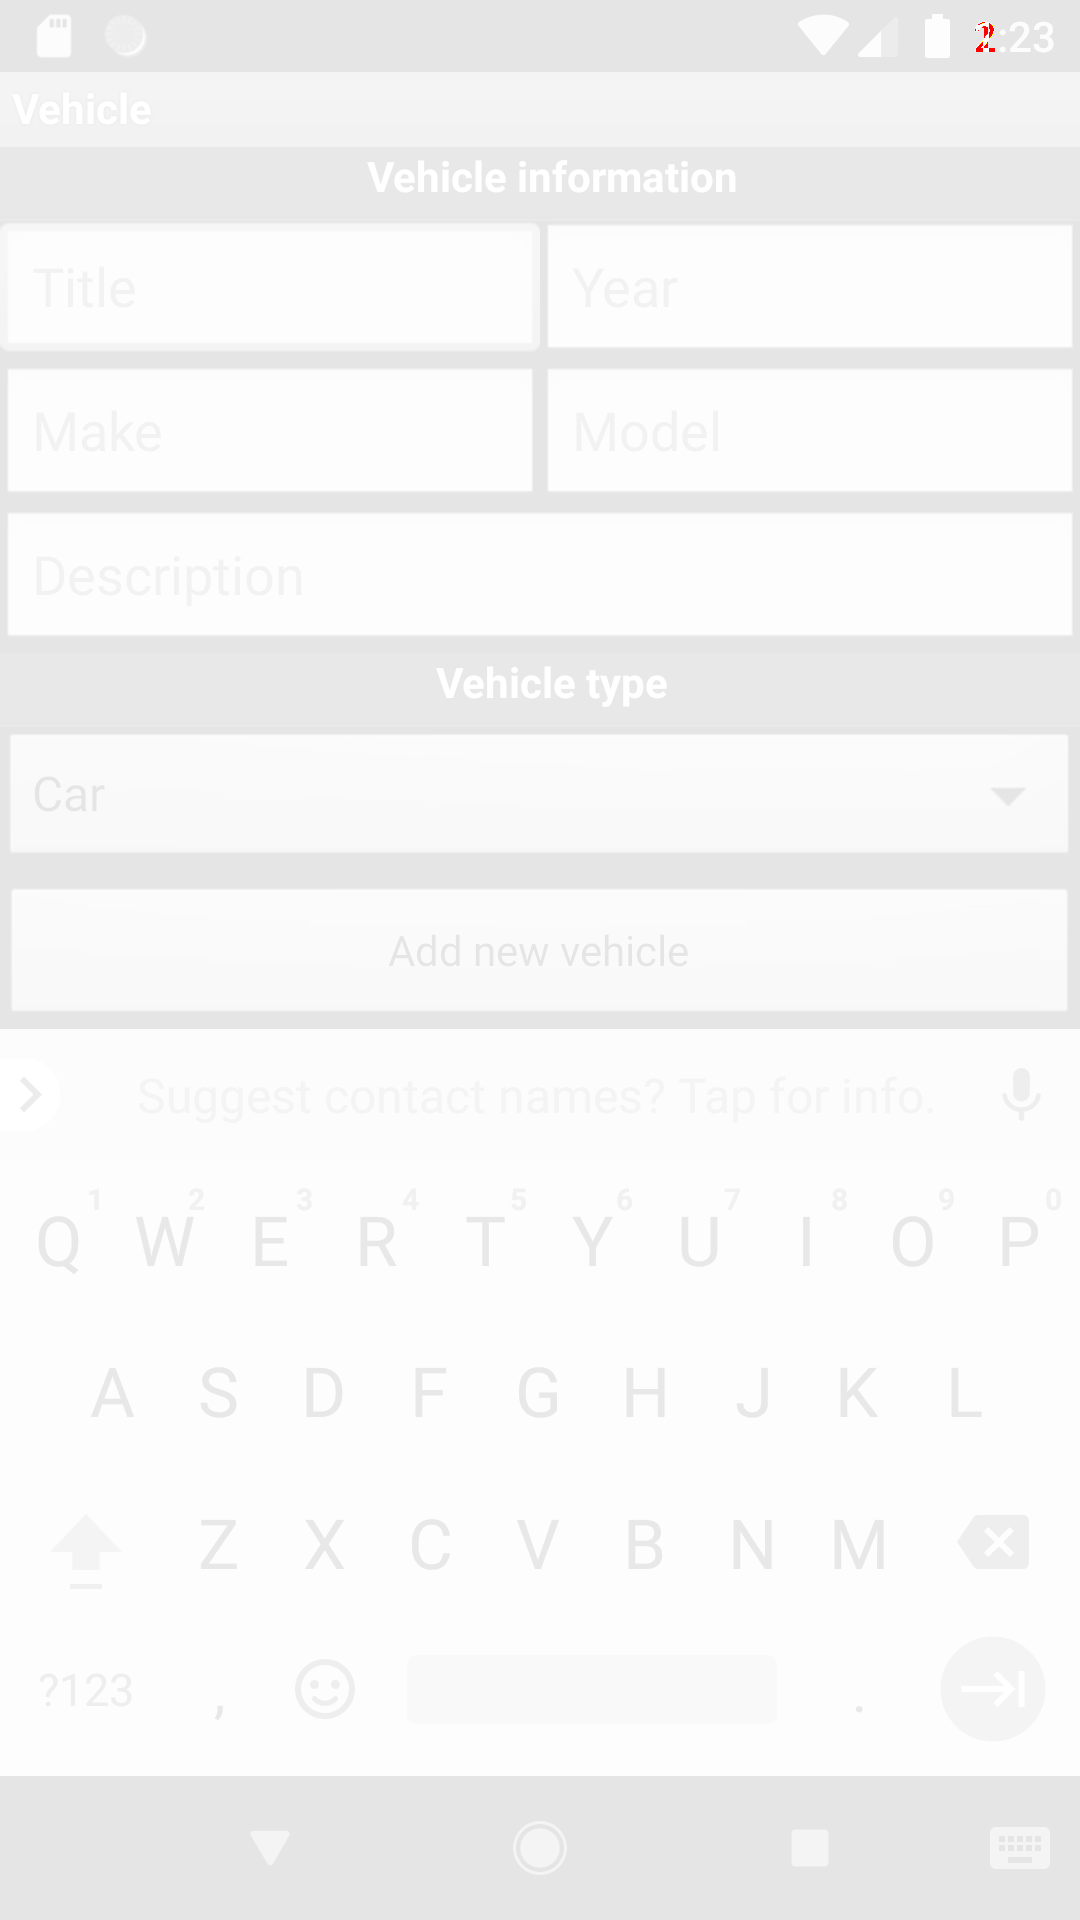 :23
Vehicle
Vehicle information
Title Year
Make Model
Description
Vehicle type
Car
Add new vehicle
Suggest contact names? Tap for info.
1 2 3 4 5 6 7 8 9 0
Q W E R T Y U I O P
A S D F G H J K L
Z X C V B N M
?123 , .